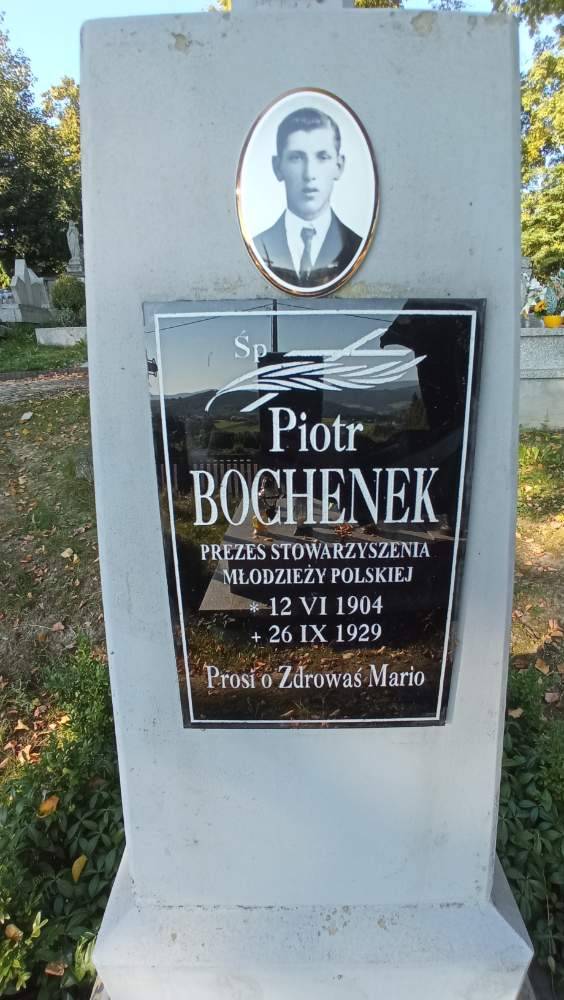 Śp
Piotr
BOCHENEK
PREZES STOWARZYSZENIA
MŁODZIEŻY POLSKIEJ
* 12 VI 1904
+ 26 IX 1929
Prosi o Zdrowaś Mario